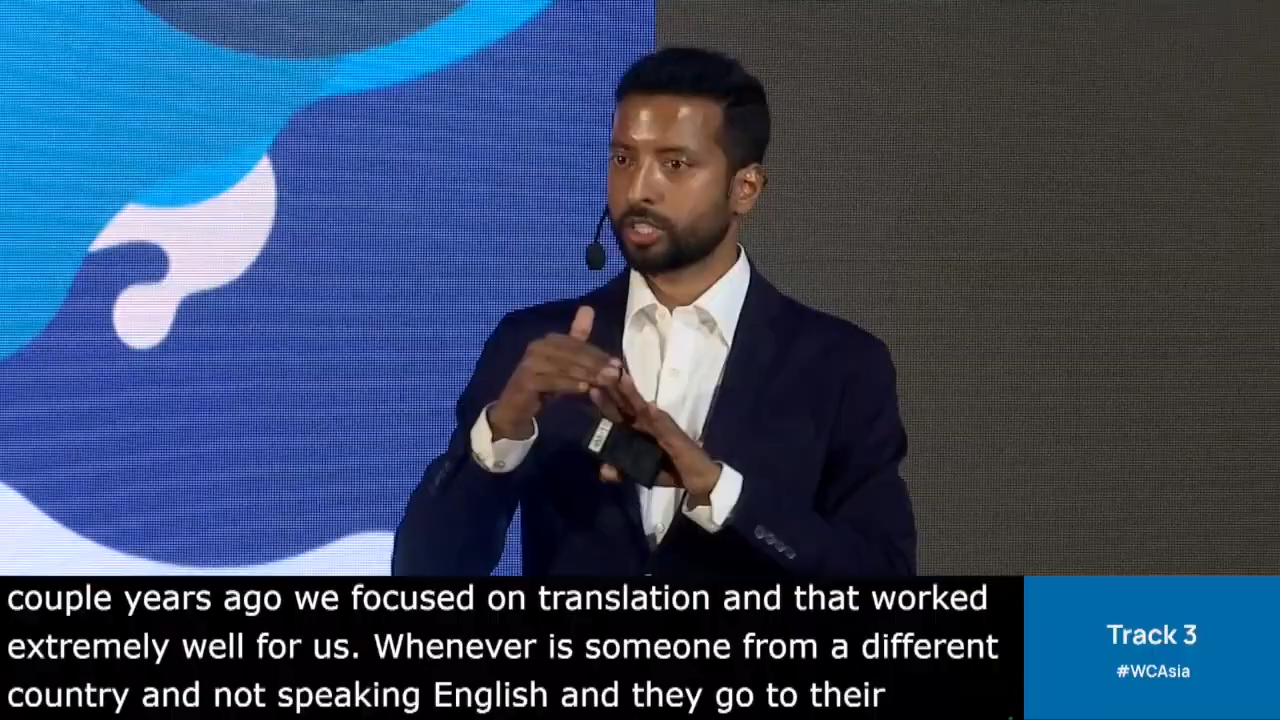 couple years ago we focused on translation and that worked
extremely well for us. Whenever is someone from a different
country and not speaking English and they go to their
Track 3
#WCAsia